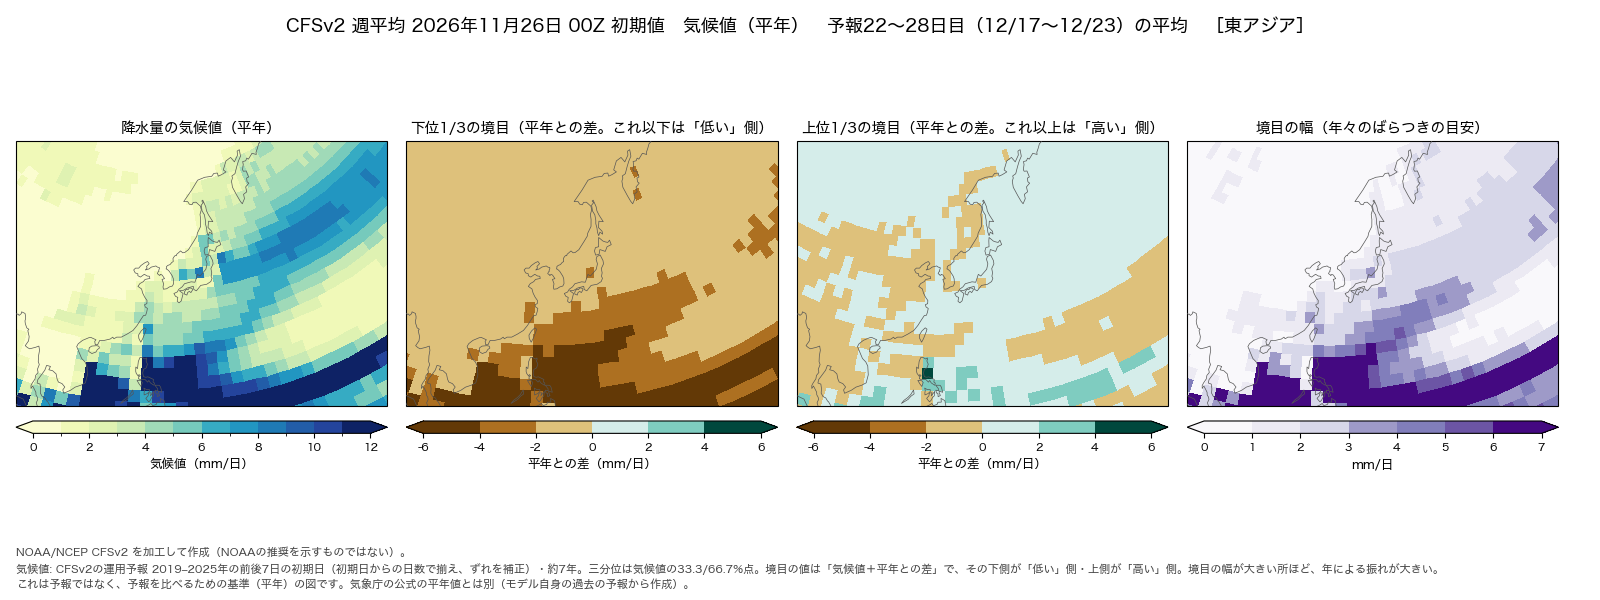 CFSv2 週平均 2026年11月26日 00Z 初期値　気候値（平年）　予報22～28日目（12/17～12/23）の平均　［東アジア］
降水量の気候値（平年）
下位1/3の境目（平年との差。これ以下は「低い」側）
上位1/3の境目（平年との差。これ以上は「高い」側）
境目の幅（年々のばらつきの目安）
0 2 4 6 8 10 12
-6 -4 -2 0 2 4 6
-6 -4 -2 0 2 4 6
0 1 2 3 4 5 6 7
気候値（mm/日）
平年との差（mm/日）
平年との差（mm/日）
mm/日
NOAA/NCEP CFSv2 を加工して作成（NOAAの推奨を示すものではない）。
気候値: CFSv2の運用予報 2019–2025年の前後7日の初期日（初期日からの日数で揃え、ずれを補正）・約7年。三分位は気候値の33.3/66.7%点。境目の値は「気候値＋平年との差」で、その下側が「低い」側・上側が「高い」側。境目の幅が大きい所ほど、年による振れが大きい。
これは予報ではなく、予報を比べるための基準（平年）の図です。気象庁の公式の平年値とは別（モデル自身の過去の予報から作成）。